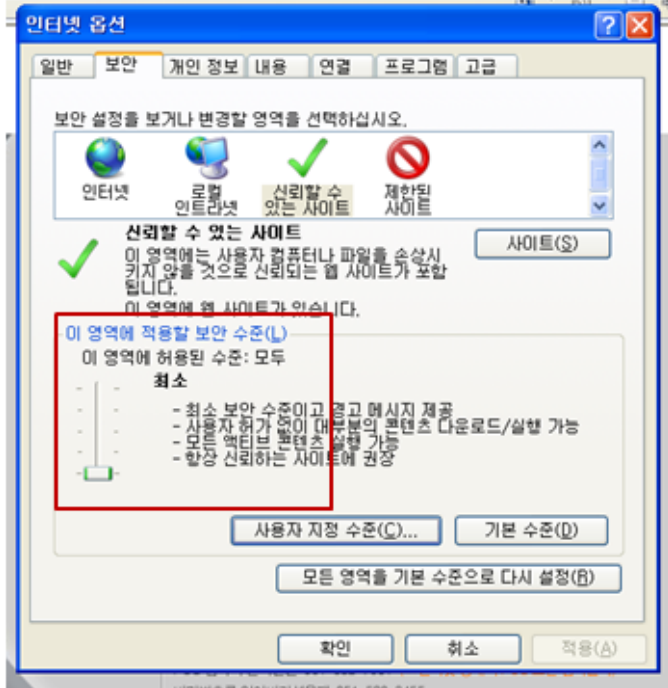 인터넷 옵션
일반 보안 개인 정보 내용 연결 프로그램 고급
보안 설정을 보거나 변경할 영역을 선택하십시오.
인터넷
로컬
인트라넷
신뢰할 수
있는 사이트
제한된
사이트
신뢰할 수 있는 사이트
사이트(S)
이 영역에는 사용자 컴퓨터나 파일을 손상시
키지 않을 것으로 신뢰되는 웹 사이트가 포함
됩니다.
이 영역에 웹 사이트가 있습니다.
이 영역에 적용할 보안 수준(L)
이 영역에 허용된 수준: 모두
최소
- 최소 보안 수준이고 경고 메시지 제공
- 사용자 허가 없이 대부분의 콘텐츠 다운로드/실행 가능
- 모든 액티브 콘텐츠 실행 가능
- 항상 신뢰하는 사이트에 권장
사용자 지정 수준(C)... 기본 수준(D)
모든 영역을 기본 수준으로 다시 설정(R)
확인 취소 적용(A)